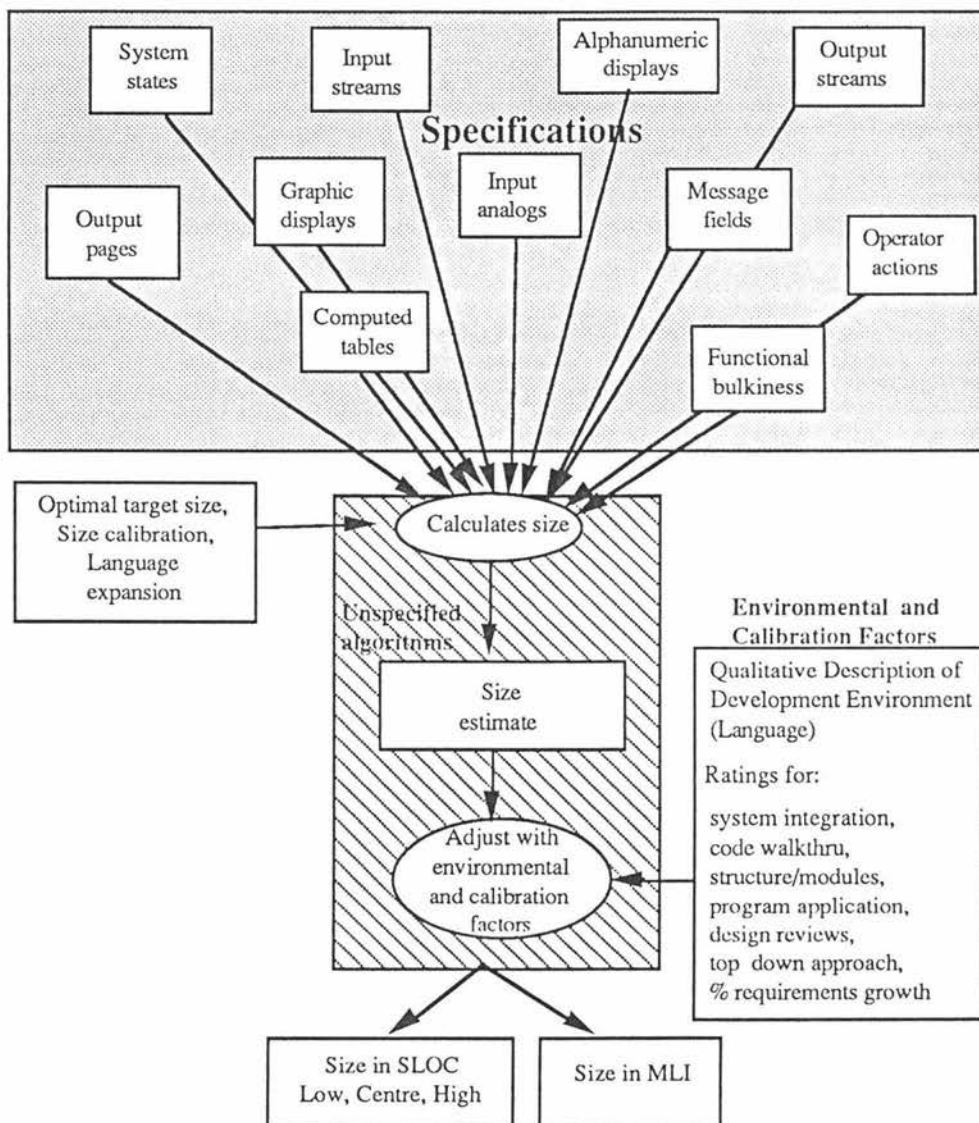 System
states
Input
streams
Alphanumeric
displays
Output
streams
Specifications
Output
pages
Graphic
displays
Input
analogs
Message
fields
Operator
actions
Computed
tables
Functional
bulkiness
Optimal target size,
Size calibration,
Language
expansion
Calculates size
Unspecified
algorithms
Size
estimate
Adjust with
environmental
and calibration
factors
Environmental and
Calibration Factors
Qualitative Description of
Development Environment
(Language)
Ratings for:
system integration,
code walkthru,
structure/modules,
program application,
design reviews,
top down approach,
% requirements growth
Size in SLOC
Low, Centre, High
Size in MLI